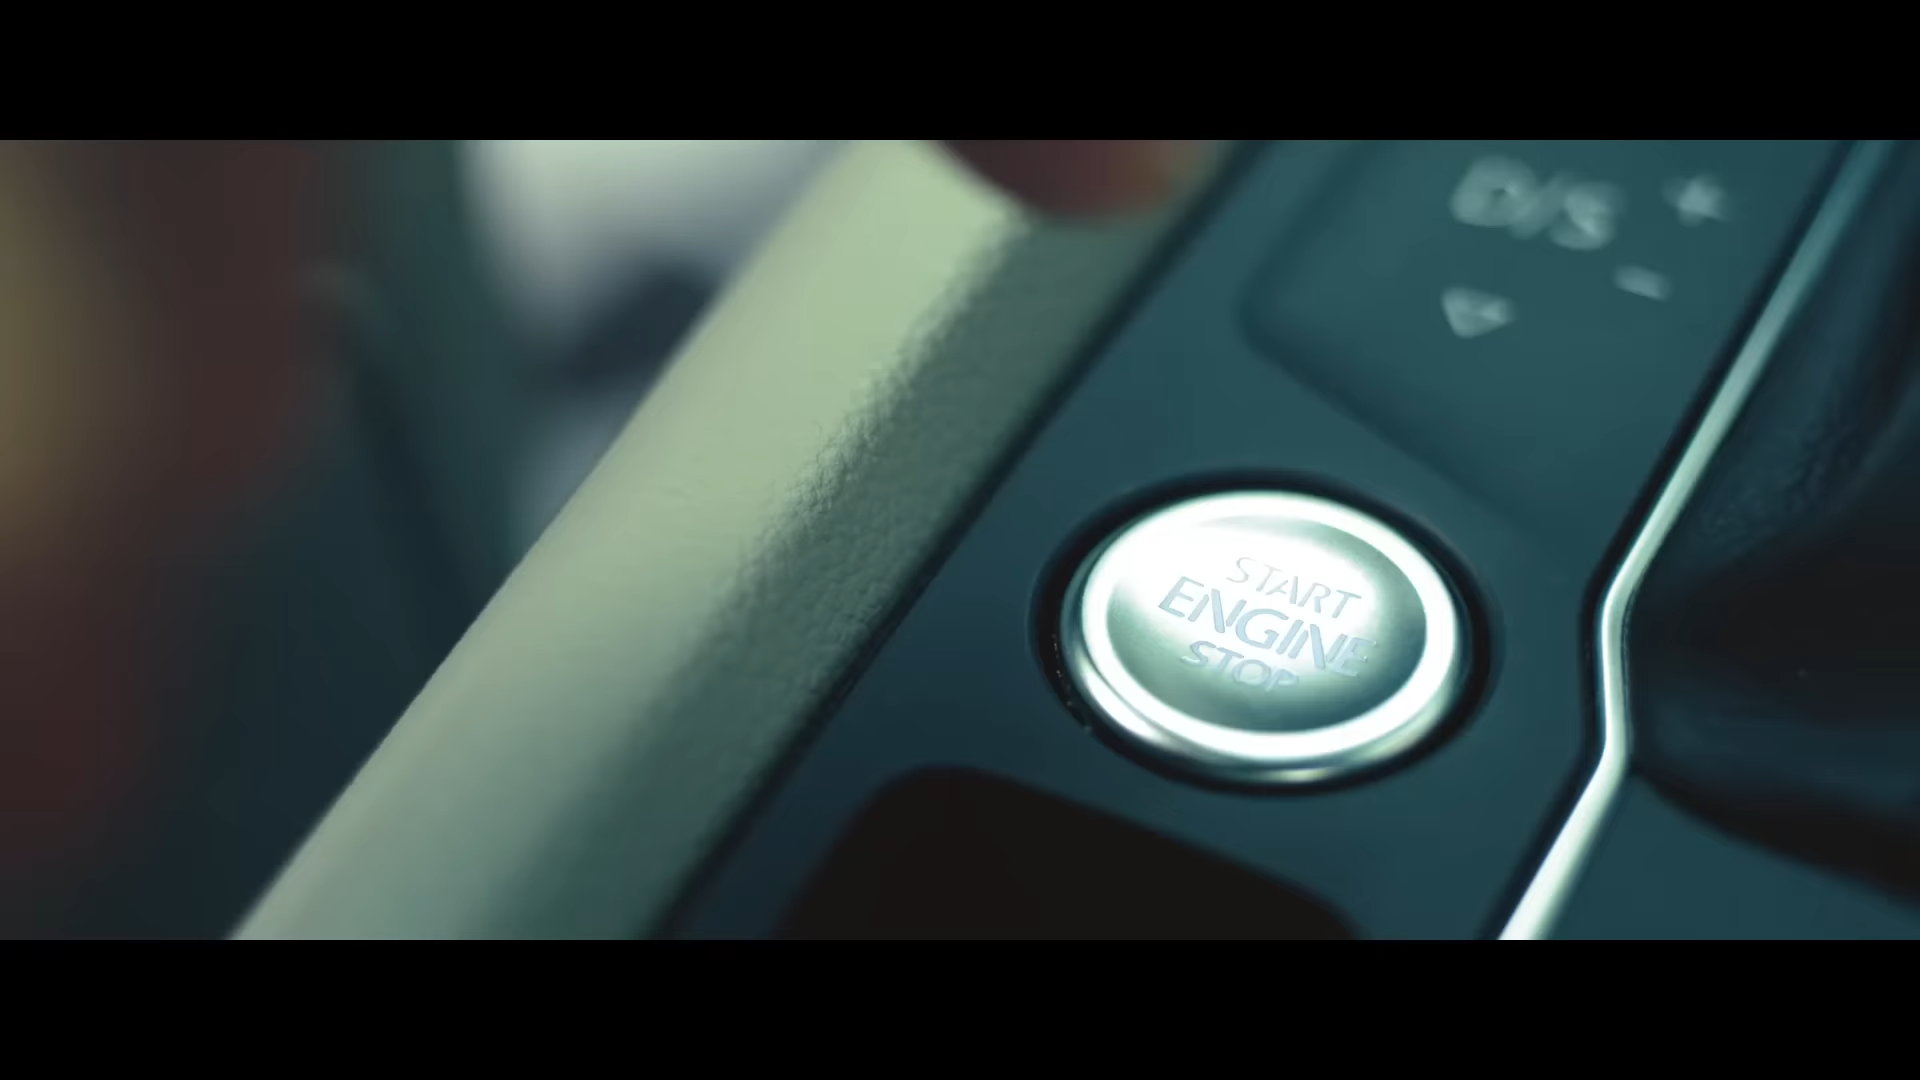 D/S +
-
START
ENGINE
STOP